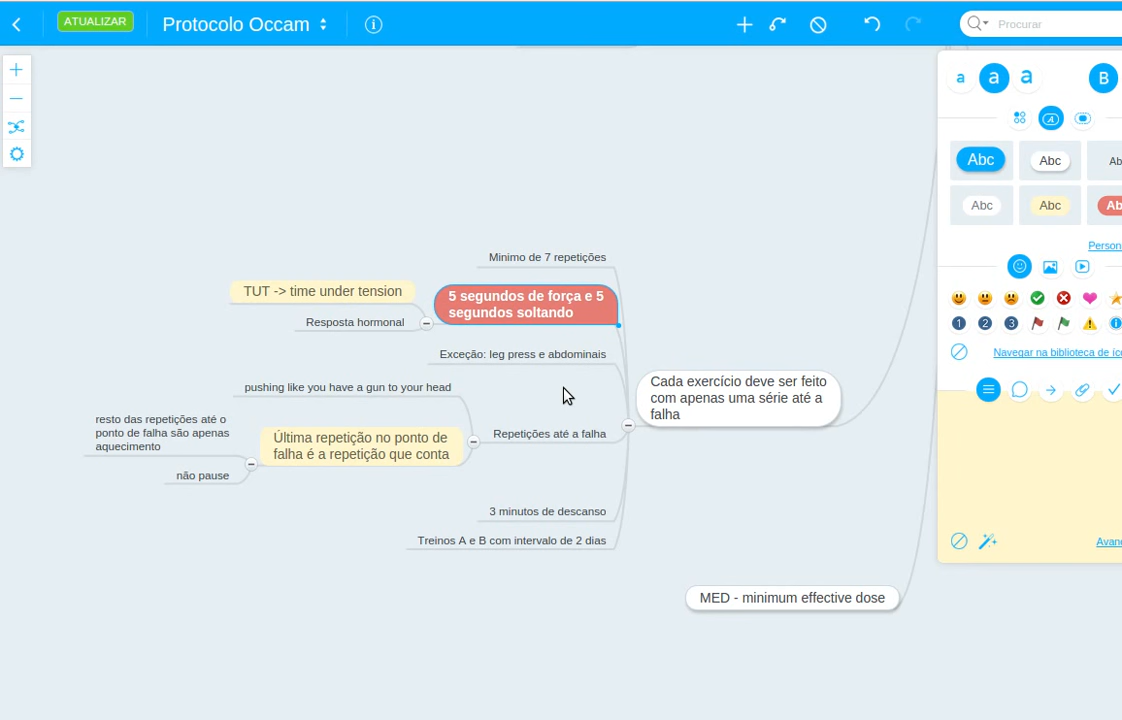 ATUALIZAR
Protocolo Occam
Procurar
a a a B
Abc
Abc
Ab
Abc
Abc
Ab
Person
Minimo de 7 repetições
TUT -> time under tension
5 segundos de força e 5
segundos soltando
Resposta hormonal
1 2 3
Exceção: leg press e abdominais
Navegar na biblioteca de íco
Cada exercício deve ser feito
com apenas uma série até a
falha
pushing like you have a gun to your head
resto das repetições até o
ponto de falha são apenas
aquecimento
Última repetição no ponto de
falha é a repetição que conta
Repetições até a falha
não pause
3 minutos de descanso
Treinos A e B com intervalo de 2 dias
Avan
MED - minimum effective dose